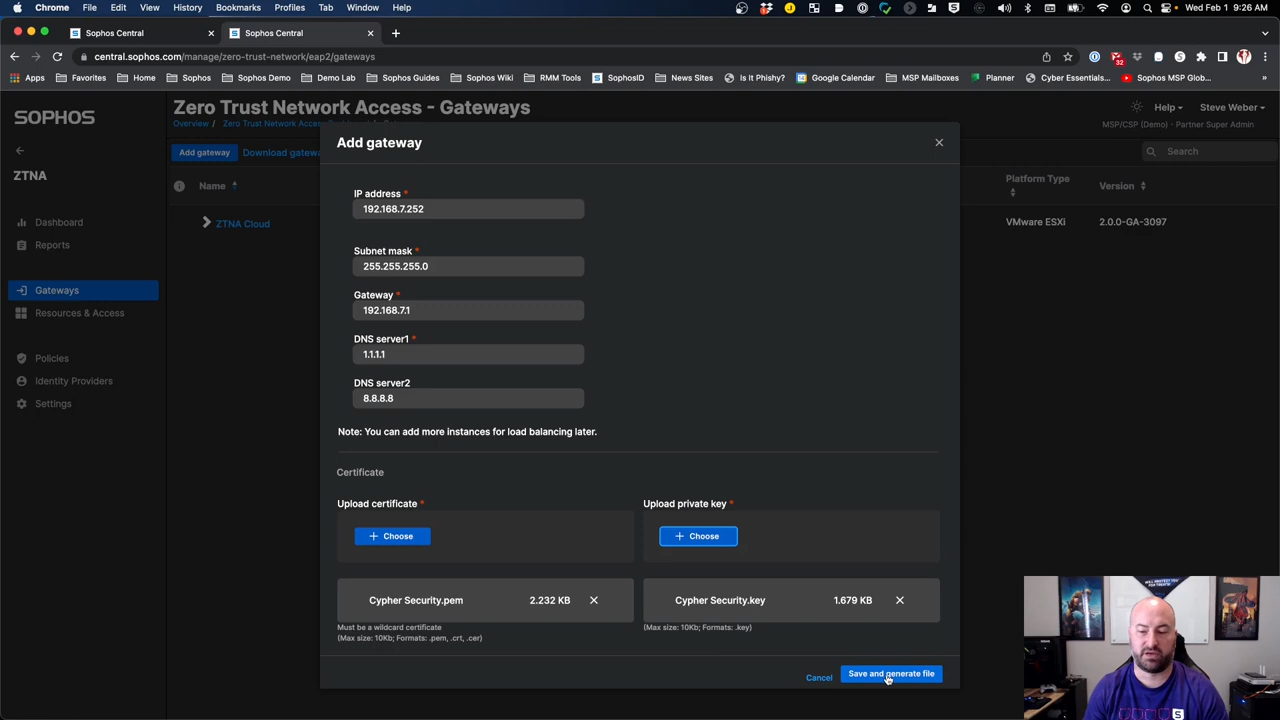 Chrome File Edit View History Bookmarks Profiles Tab Window Help Wed Feb 1 9:26 AM
Sophos Central Sophos Central
central.sophos.com/manage/zero-trust-network/eap2/gateways
32
Apps Favorites Home Sophos Sophos Demo Demo Lab Sophos Guides Sophos Wiki RMM Tools SophosID News Sites Is It Phishy? Google Calendar MSP Mailboxes Planner Cyber Essentials... Sophos MSP Glob... »
SOPHOS
Zero Trust Network Access - Gateways
Overview / Zero Trust Network Access
Help Steve Weber
MSP/CSP (Demo) - Partner Super Admin
Add gateway Download gatew
Search
ZTNA
Name
Platform Type
Version
ZTNA Cloud
VMware ESXi
2.0.0-GA-3097
Dashboard
Reports
Gateways
Resources & Access
Policies
Identity Providers
Settings
Add gateway
IP address *
192.168.7.252
Subnet mask *
255.255.255.0
Gateway *
192.168.7.1
DNS server1 *
1.1.1.1
DNS server2
8.8.8.8
Note: You can add more instances for load balancing later.
Certificate
Upload certificate * Upload private key *
+ Choose + Choose
Cypher Security.pem 2.232 KB Cypher Security.key 1.679 KB
Must be a wildcard certificate
(Max size: 10Kb; Formats: .pem, .crt, .cer)
(Max size: 10Kb; Formats: .key)
Cancel Save and generate file